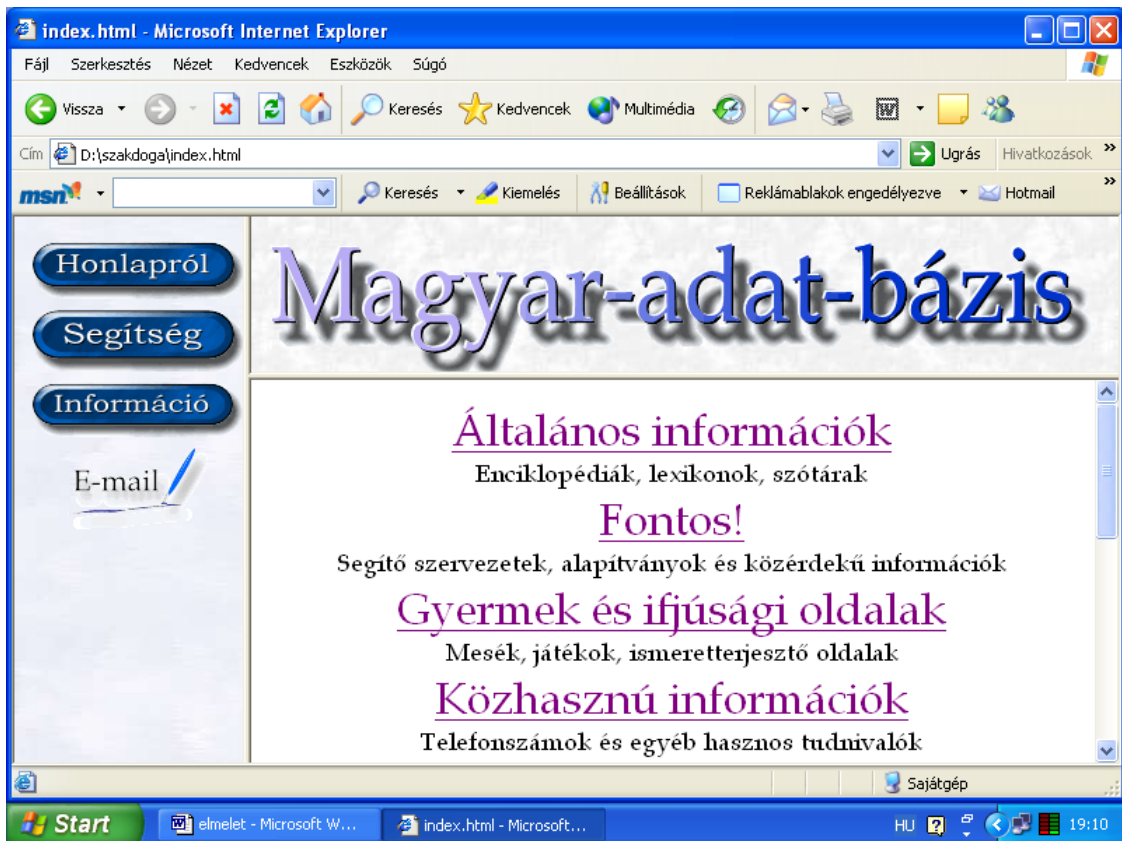 index.html - Microsoft Internet Explorer
Fájl Szerkesztés Nézet Kedvencek Eszközök Súgó
Vissza Keresés Kedvencek Multimédia
Cím D:\szakdoga\index.html Ugrás Hivatkozások »
msn Keresés Kiemelés Beállítások Reklámablakok engedélyezve Hotmail »
Honlapról
Segítség
Információ
E-mail
Magyar-adat-bázis
Általános információk
Enciklopédiák, lexikonok, szótárak
Fontos!
Segítő szervezetek, alapítványok és közérdekű információk
Gyermek és ifjúsági oldalak
Mesék, játékok, ismeretterjesztő oldalak
Közhasznú információk
Telefonszámok és egyéb hasznos tudnivalók
Sajátgép
Start elmelet - Microsoft W... index.html - Microsoft... HU 19:10